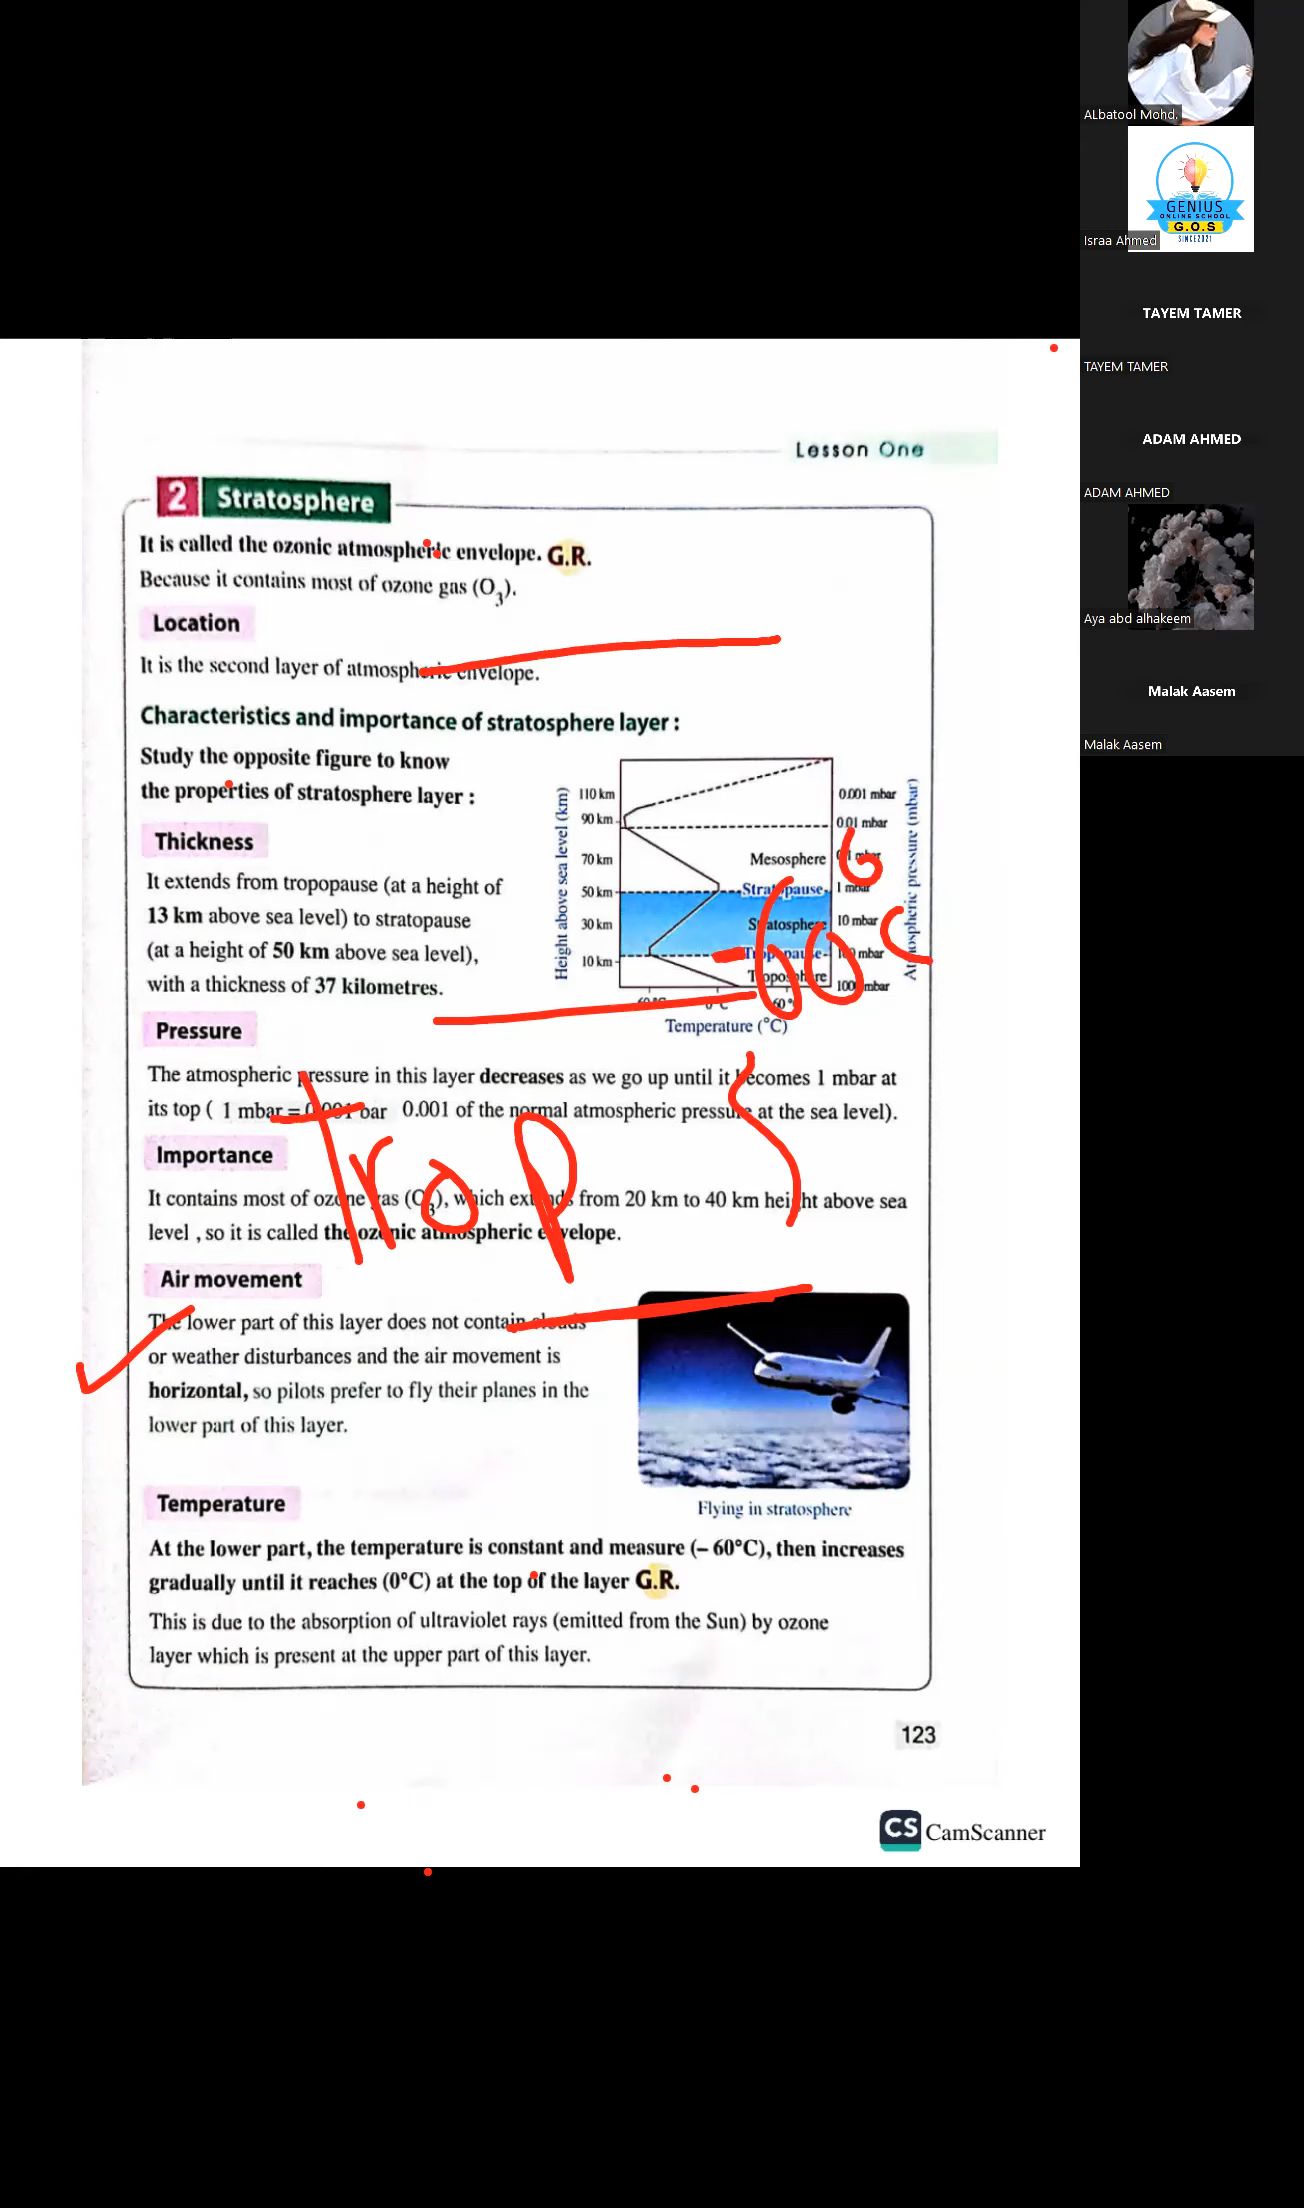 ALbatool Mohd.
GENIUS
ONLINE SCHOOL
G.O.S
SINCE2021
Israa Ahmed
TAYEM TAMER
TAYEM TAMER
ADAM AHMED
ADAM AHMED
Aya abd alhakeem
Malak Aasem
Malak Aasem
Lesson One
2 Stratosphere
It is called the ozonic atmospheric envelope. G.R.
Because it contains most of ozone gas (O3).
Location
It is the second layer of atmospheric envelope.
Characteristics and importance of stratosphere layer :
Study the opposite figure to know
the properties of stratosphere layer :
Thickness
It extends from tropopause (at a height of
13 km above sea level) to stratopause
(at a height of 50 km above sea level),
with a thickness of 37 kilometres.
Height above sea level (km)
110 km
90 km
70 km
50 km
30 km
10 km
Mesosphere
Stratopause
Stratosphere
Tropopause
Troposphere
0.001 mbar
0.01 mbar
0.1 mbar
1 mbar
10 mbar
100 mbar
1000 mbar
Atmospheric pressure (mbar)
0°C 60°C
Temperature (°C)
-60°C
Pressure
The atmospheric pressure in this layer decreases as we go up until it becomes 1 mbar at
its top ( 1 mbar = 0.001 bar 0.001 of the normal atmospheric pressure at the sea level).
trop
Importance
It contains most of ozone gas (O3), which extends from 20 km to 40 km height above sea
level , so it is called the ozonic atmospheric envelope.
Air movement
The lower part of this layer does not contain clouds
or weather disturbances and the air movement is
horizontal, so pilots prefer to fly their planes in the
lower part of this layer.
Flying in stratosphere
Temperature
At the lower part, the temperature is constant and measure (– 60°C), then increases
gradually until it reaches (0°C) at the top of the layer G.R.
This is due to the absorption of ultraviolet rays (emitted from the Sun) by ozone
layer which is present at the upper part of this layer.
123
CS CamScanner